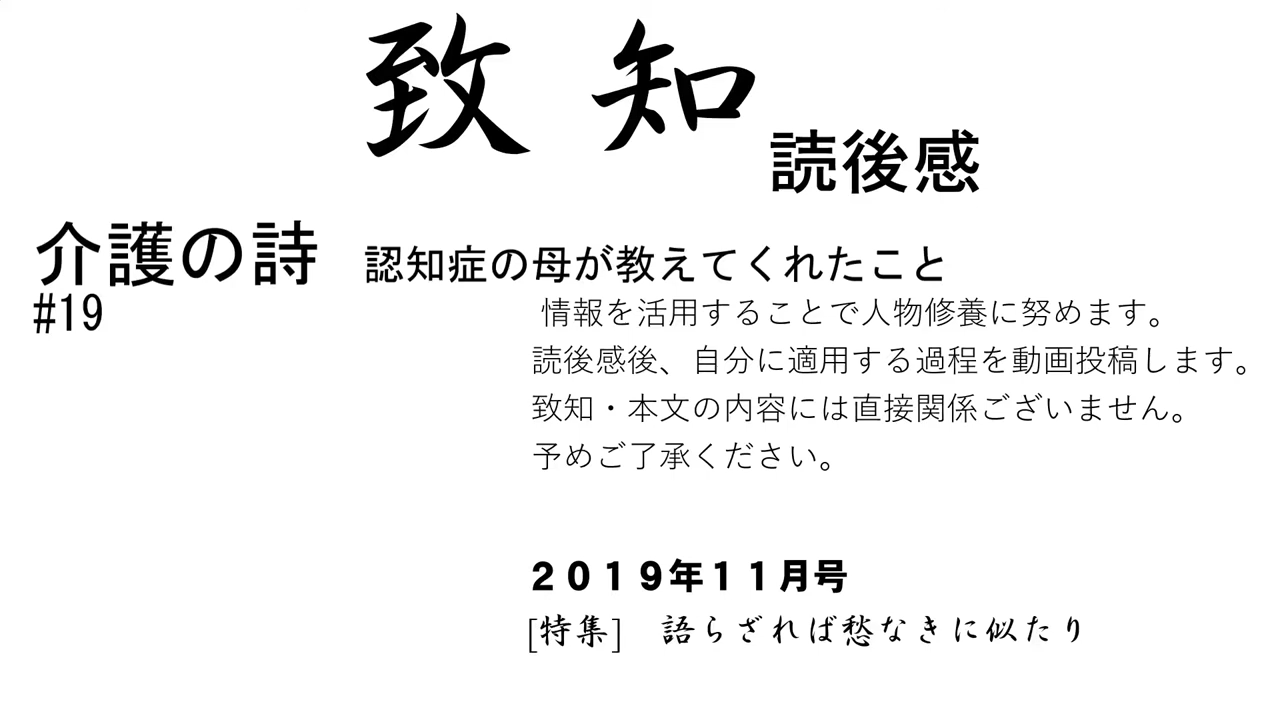 致知
読後感
介護の詩 認知症の母が教えてくれたこと
#19
情報を活用することで人物修養に努めます。
読後感後、自分に適用する過程を動画投稿します。
致知・本文の内容には直接関係ございません。
予めご了承ください。
2019年11月号
[特集] 語らざれば愁なきに似たり